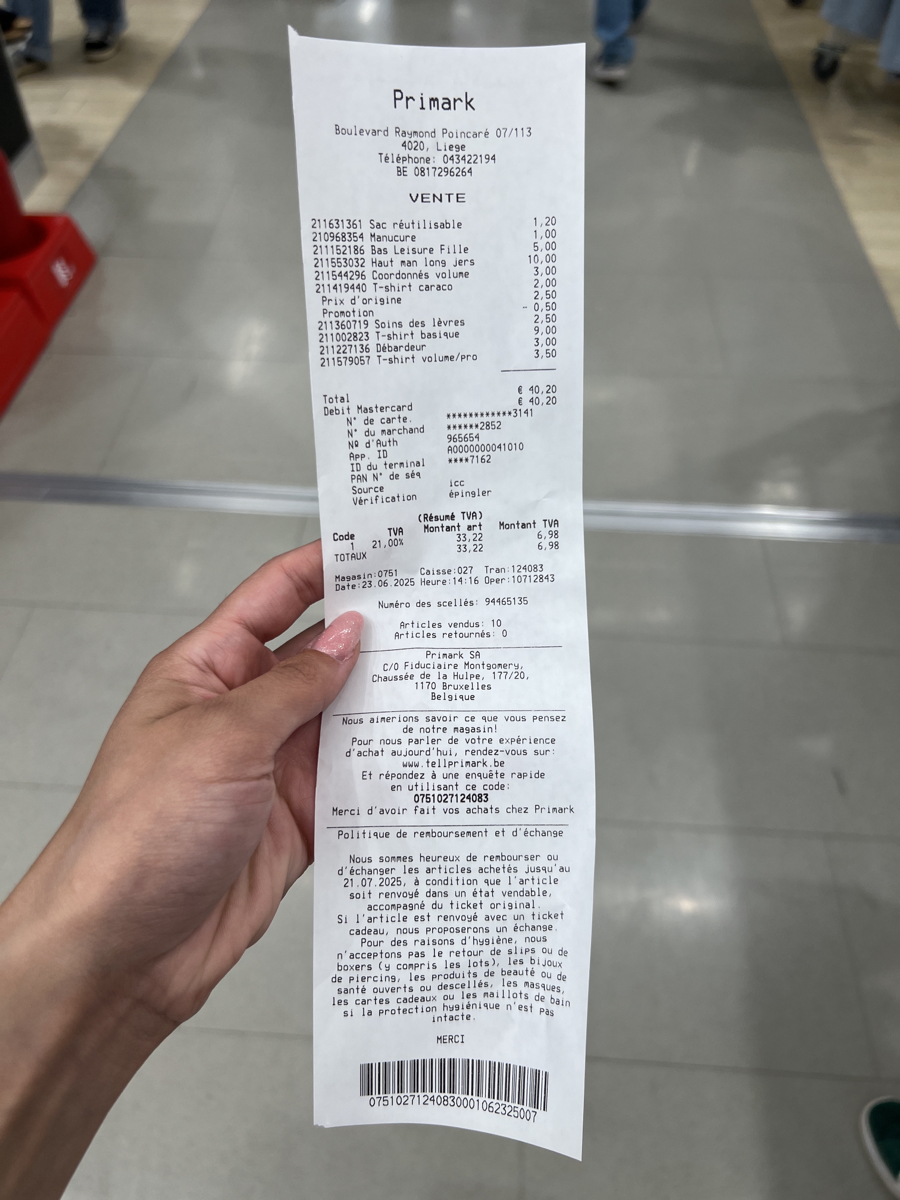 Primark
Boulevard Raymond Poincaré 07/113
4020, Liege
Téléphone: 043422194
BE 0817296264
VENTE
211631361 Sac réutilisable 1,20
210968354 Manucure 1,00
211152186 Bas Leisure Fille 5,00
211553032 Haut man long jers 10,00
211544296 Coordonnés volume 3,00
211419440 T-shirt caraco 2,00
Prix d'origine 2,50
Promotion - 0,50
211360719 Soins des lèvres 2,50
211002823 T-shirt basique 9,00
211227136 Débardeur 3,00
211579057 T-shirt volume/pro 3,50
Total € 40,20
Debit Mastercard € 40,20
N° de carte. ************3141
N° du marchand ******2852
Nº d'Auth 965654
App. ID A0000000041010
ID du terminal ****7162
PAN N° de séq
Source icc
Vérification épingler
(Résumé TVA)
Code TVA Montant art Montant TVA
1 21,00% 33,22 6,98
TOTAUX 33,22 6,98
Magasin:0751 Caisse:027 Tran:124083
Date:23.06.2025 Heure:14:16 Oper:10712843
Numéro des scellés: 94465135
Articles vendus: 10
Articles retournés: 0
Primark SA
C/O Fiduciaire Montgomery,
Chaussée de la Hulpe, 177/20,
1170 Bruxelles
Belgique
Nous aimerions savoir ce que vous pensez
de notre magasin!
Pour nous parler de votre expérience
d'achat aujourd'hui, rendez-vous sur:
www.tellprimark.be
Et répondez à une enquête rapide
en utilisant ce code:
0751027124083
Merci d'avoir fait vos achats chez Primark
Politique de remboursement et d'échange
Nous sommes heureux de rembourser ou
d'échanger les articles achetés jusqu'au
21.07.2025, à condition que l'article
soit renvoyé dans un état vendable,
accompagné du ticket original.
Si l'article est renvoyé avec un ticket
cadeau, nous proposerons un échange.
Pour des raisons d'hygiène, nous
n'acceptons pas le retour de slips ou de
boxers (y compris les lots), les bijoux
de piercing, les produits de beauté ou de
santé ouverts ou descellés, les masques,
les cartes cadeaux ou les maillots de bain
si la protection hygiénique n'est pas
intacte.
MERCI
07510271240830001062325007